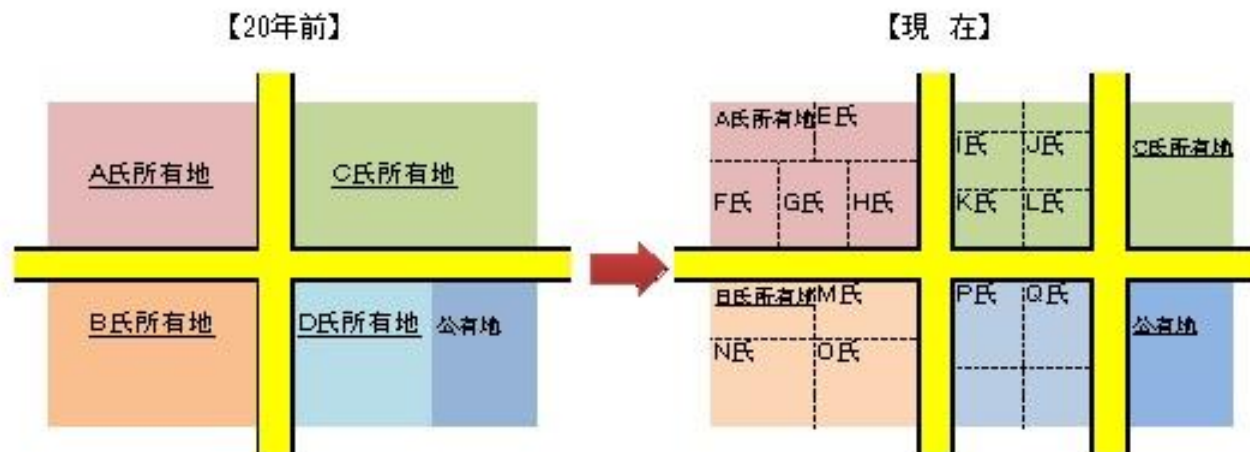 【20年前】
A氏所有地
C氏所有地
B氏所有地
D氏所有地
公有地
【現 在】
A氏所有地
E氏
I氏
J氏
C氏所有地
F氏
G氏
H氏
K氏
L氏
B氏所有地
M氏
P氏
Q氏
公有地
N氏
O氏